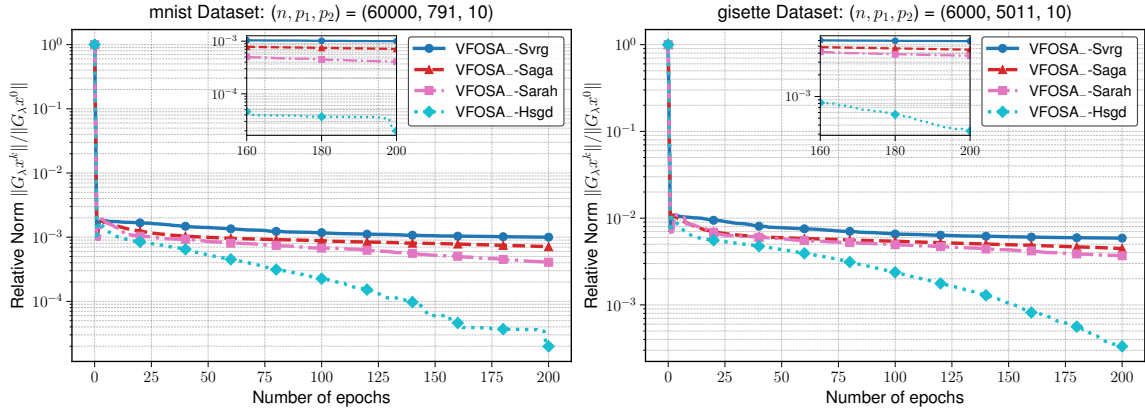 mnist Dataset: (n, p₁, p₂) = (60000, 791, 10)
Relative Norm ||G_λx^k||/||G_λx^0||
10⁰
10⁻¹
10⁻²
10⁻³
10⁻⁴
10⁻³
10⁻⁴
160 180 200
VFOSA_-Svrg
VFOSA_-Saga
VFOSA_-Sarah
VFOSA_-Hsgd
0 25 50 75 100 125 150 175 200
Number of epochs
gisette Dataset: (n, p₁, p₂) = (6000, 5011, 10)
Relative Norm ||G_λx^k||/||G_λx^0||
10⁰
10⁻¹
10⁻²
10⁻³
10⁻³
160 180 200
VFOSA_-Svrg
VFOSA_-Saga
VFOSA_-Sarah
VFOSA_-Hsgd
0 25 50 75 100 125 150 175 200
Number of epochs